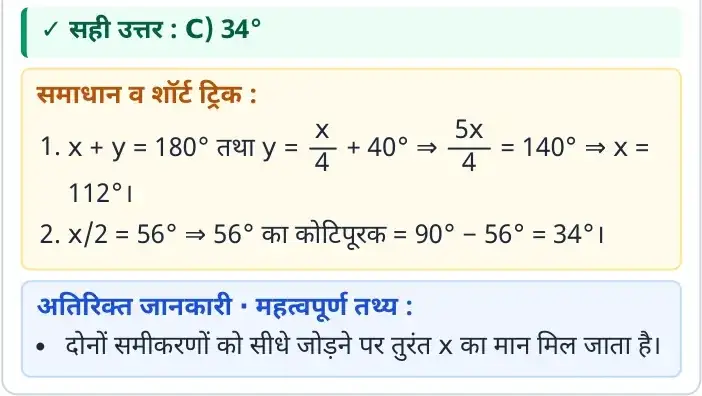 ✓ सही उत्तर : C) 34°
समाधान व शॉर्ट ट्रिक :
1. x + y = 180° तथा y = x/4 + 40° ⇒ 5x/4 = 140° ⇒ x =
112°।
2. x/2 = 56° ⇒ 56° का कोटिपूरक = 90° − 56° = 34°।
अतिरिक्त जानकारी · महत्वपूर्ण तथ्य :
• दोनों समीकरणों को सीधे जोड़ने पर तुरंत x का मान मिल जाता है।